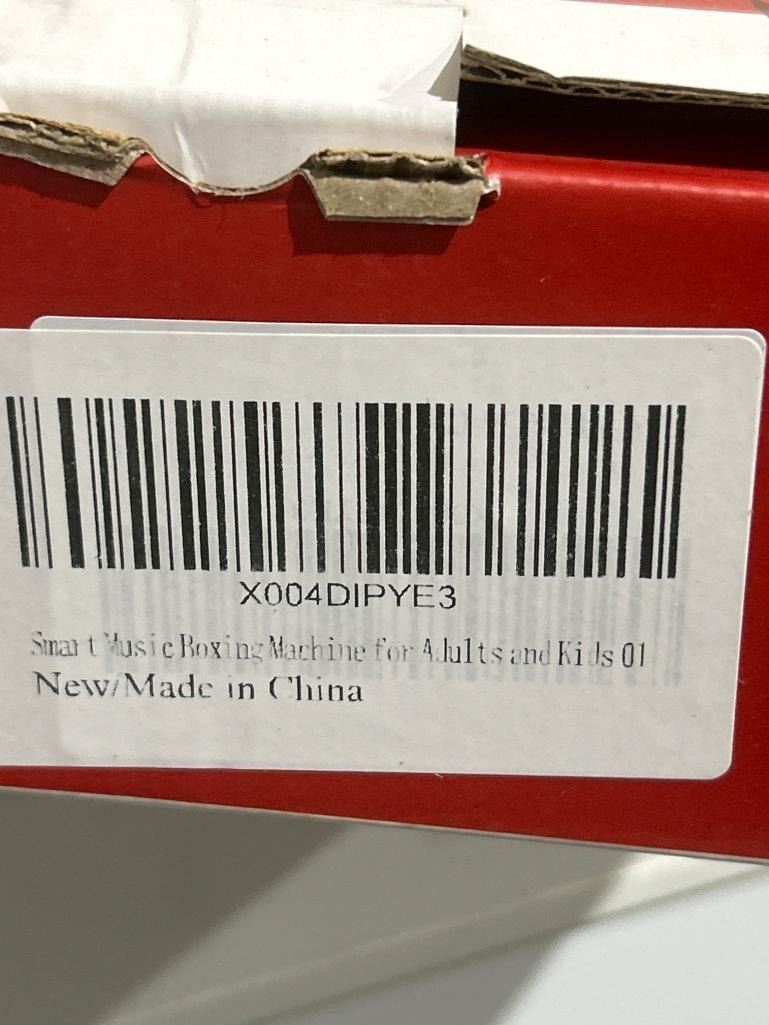 X004DIPYE3
Smart Music Boxing Machine for Adults and Kids 01
New/Made in China